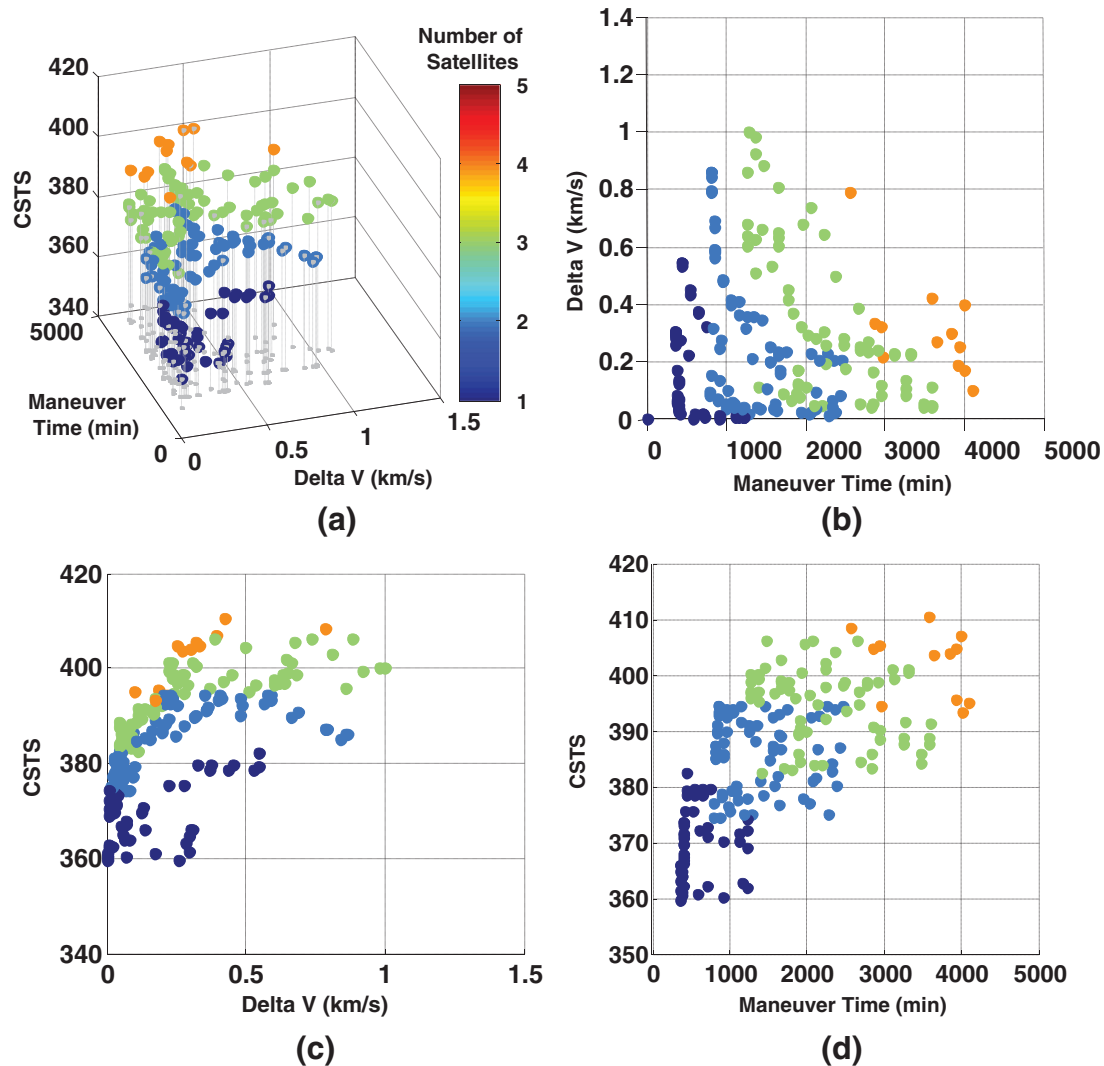 Number of
Satellites
420
400
380
360
340
CSTS
5000
Maneuver
Time (min)
0
0
0.5
1
1.5
Delta V (km/s)
5
4
3
2
1
(a)
1.4
1.2
1
0.8
0.6
0.4
0.2
0
Delta V (km/s)
0 1000 2000 3000 4000 5000
Maneuver Time (min)
(b)
420
400
380
360
340
CSTS
0 0.5 1 1.5
Delta V (km/s)
(c)
420
410
400
390
380
370
360
350
CSTS
0 1000 2000 3000 4000 5000
Maneuver Time (min)
(d)